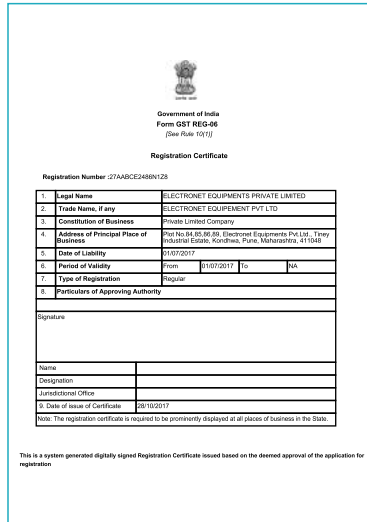 Government of India
Form GST REG-06
[See Rule 10(1)]
Registration Certificate
Registration Number :27AABCE2486N1Z8
1. Legal Name ELECTRONET EQUIPMENTS PRIVATE LIMITED
2. Trade Name, if any ELECTRONET EQUIPEMENT PVT LTD
3. Constitution of Business Private Limited Company
4. Address of Principal Place of Business Plot No.84,85,86,89, Electronet Equipments Pvt.Ltd., Tiney Industrial Estate, Kondhwa, Pune, Maharashtra, 411048
5. Date of Liability 01/07/2017
6. Period of Validity From 01/07/2017 To NA
7. Type of Registration Regular
8. Particulars of Approving Authority
Signature
Name
Designation
Jurisdictional Office
9. Date of issue of Certificate 28/10/2017
Note: The registration certificate is required to be prominently displayed at all places of business in the State.
This is a system generated digitally signed Registration Certificate issued based on the deemed approval of the application for
registration